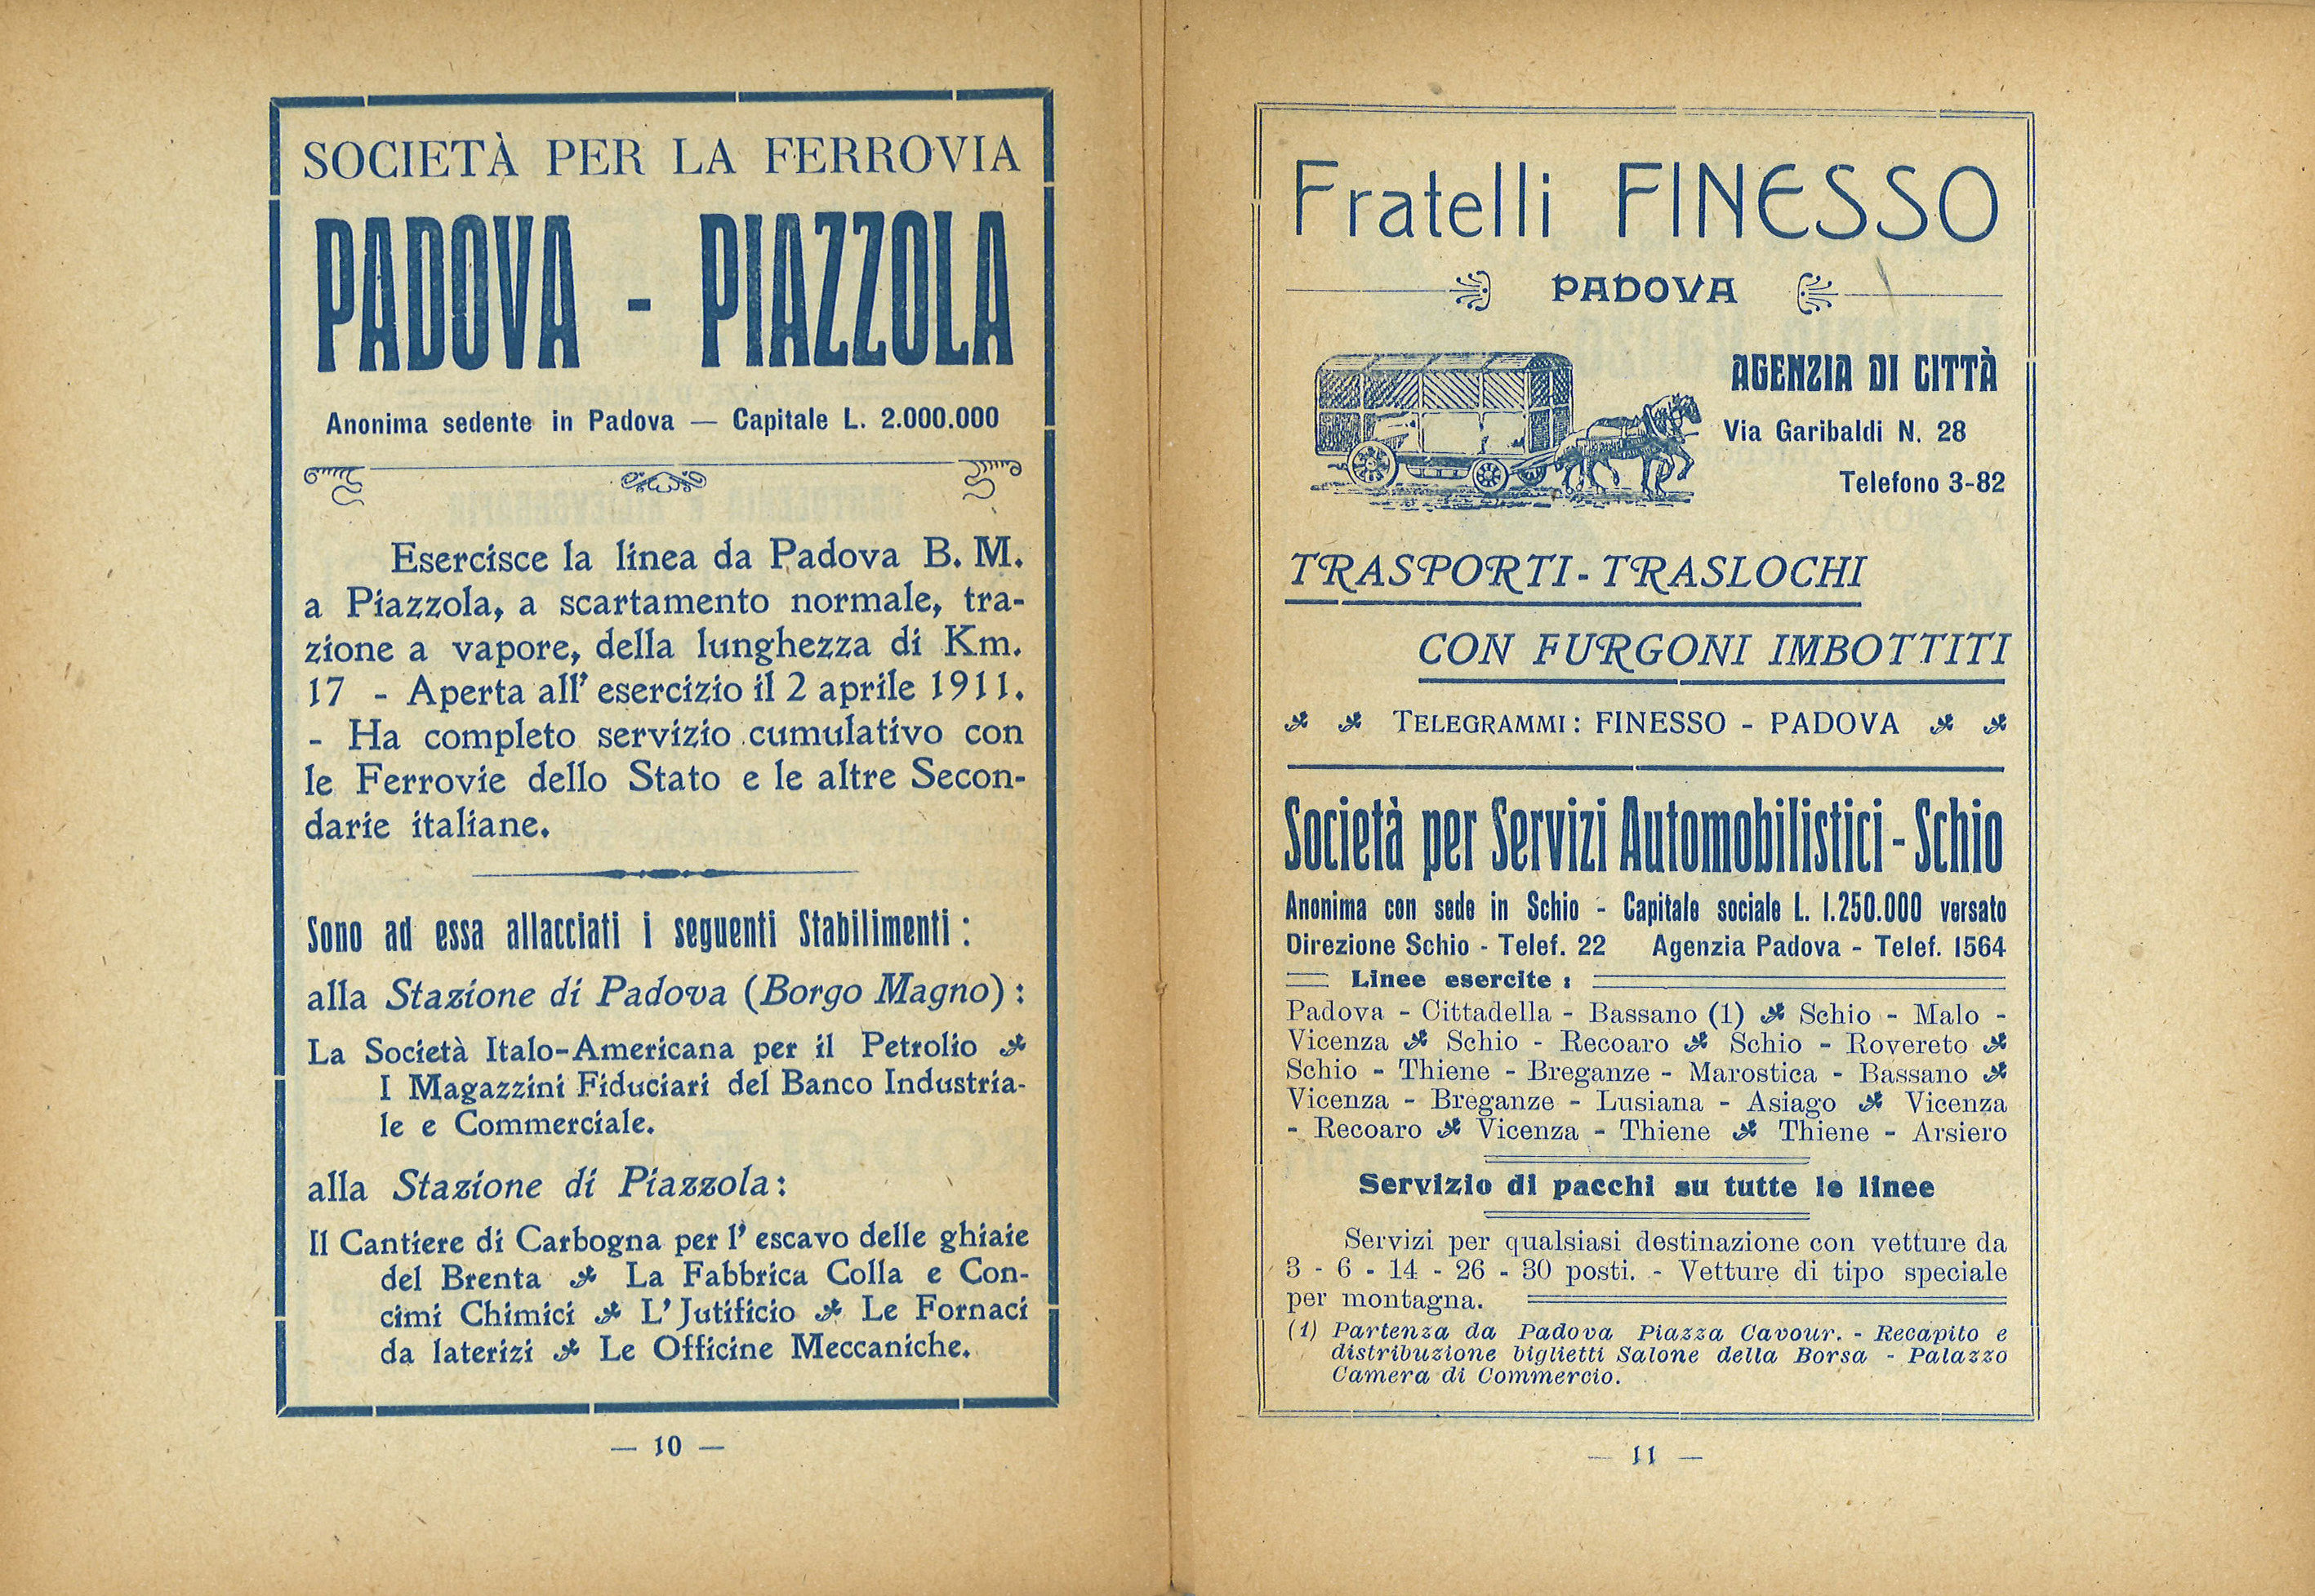 SOCIETÀ PER LA FERROVIA
PADOVA - PIAZZOLA
Anonima sedente in Padova — Capitale L. 2.000.000
Esercisce la linea da Padova B. M.
a Piazzola, a scartamento normale, tra-
zione a vapore, della lunghezza di Km.
17 - Aperta all' esercizio il 2 aprile 1911.
- Ha completo servizio cumulativo con
le Ferrovie dello Stato e le altre Secon-
darie italiane.
Sono ad essa allacciati i seguenti Stabilimenti :
alla Stazione di Padova (Borgo Magno) :
La Società Italo-Americana per il Petrolio
I Magazzini Fiduciari del Banco Industria-
le e Commerciale.
alla Stazione di Piazzola :
Il Cantiere di Carbogna per l' escavo delle ghiaie
del Brenta La Fabbrica Colla e Con-
cimi Chimici L' Jutificio Le Fornaci
da laterizi Le Officine Meccaniche.
— 10 —
Fratelli FINESSO
PADOVA
AGENZIA DI CITTÀ
Via Garibaldi N. 28
Telefono 3-82
TRASPORTI - TRASLOCHI
CON FURGONI IMBOTTITI
TELEGRAMMI : FINESSO - PADOVA
Società per Servizi Automobilistici - Schio
Anonima con sede in Schio - Capitale sociale L. 1.250.000 versato
Direzione Schio - Telef. 22 Agenzia Padova - Telef. 1564
Linee esercite :
Padova - Cittadella - Bassano (1) Schio - Malo -
Vicenza Schio - Recoaro Schio - Rovereto
Schio - Thiene - Breganze - Marostica - Bassano
Vicenza - Breganze - Lusiana - Asiago Vicenza
- Recoaro Vicenza - Thiene Thiene - Arsiero
Servizio di pacchi su tutte le linee
Servizi per qualsiasi destinazione con vetture da
3 - 6 - 14 - 26 - 30 posti. - Vetture di tipo speciale
per montagna.
(1) Partenza da Padova Piazza Cavour. - Recapito e
distribuzione biglietti Salone della Borsa - Palazzo
Camera di Commercio.
— 11 —